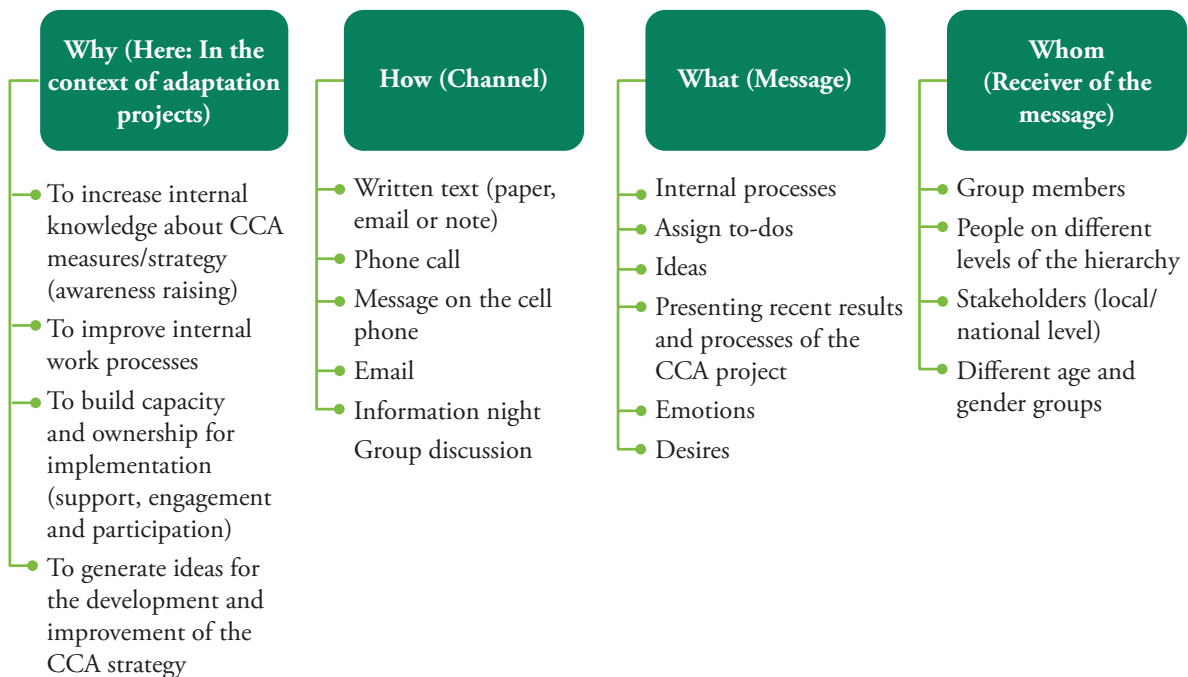 Why (Here: In the
context of adaptation
projects)
To increase internal
knowledge about CCA
measures/strategy
(awareness raising)
To improve internal
work processes
To build capacity
and ownership for
implementation
(support, engagement
and participation)
To generate ideas for
the development and
improvement of the
CCA strategy
How (Channel)
Written text (paper,
email or note)
Phone call
Message on the cell
phone
Email
Information night
Group discussion
What (Message)
Internal processes
Assign to-dos
Ideas
Presenting recent results
and processes of the
CCA project
Emotions
Desires
Whom
(Receiver of the
message)
Group members
People on different
levels of the hierarchy
Stakeholders (local/
national level)
Different age and
gender groups